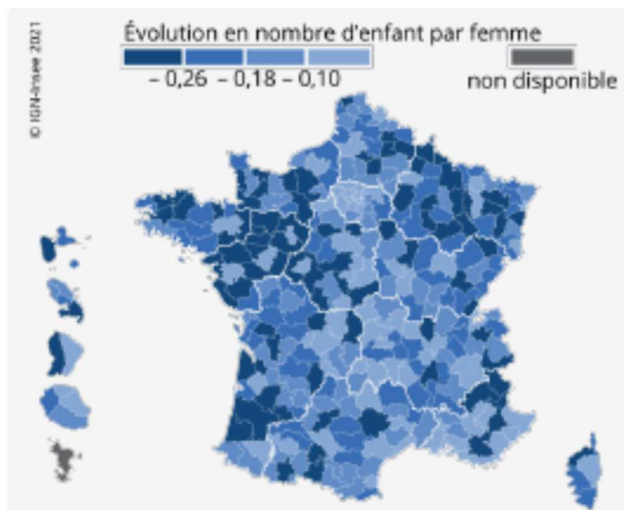 Évolution en nombre d'enfant par femme
– 0,26 – 0,18 – 0,10
non disponible
© IGN-Insee 2021